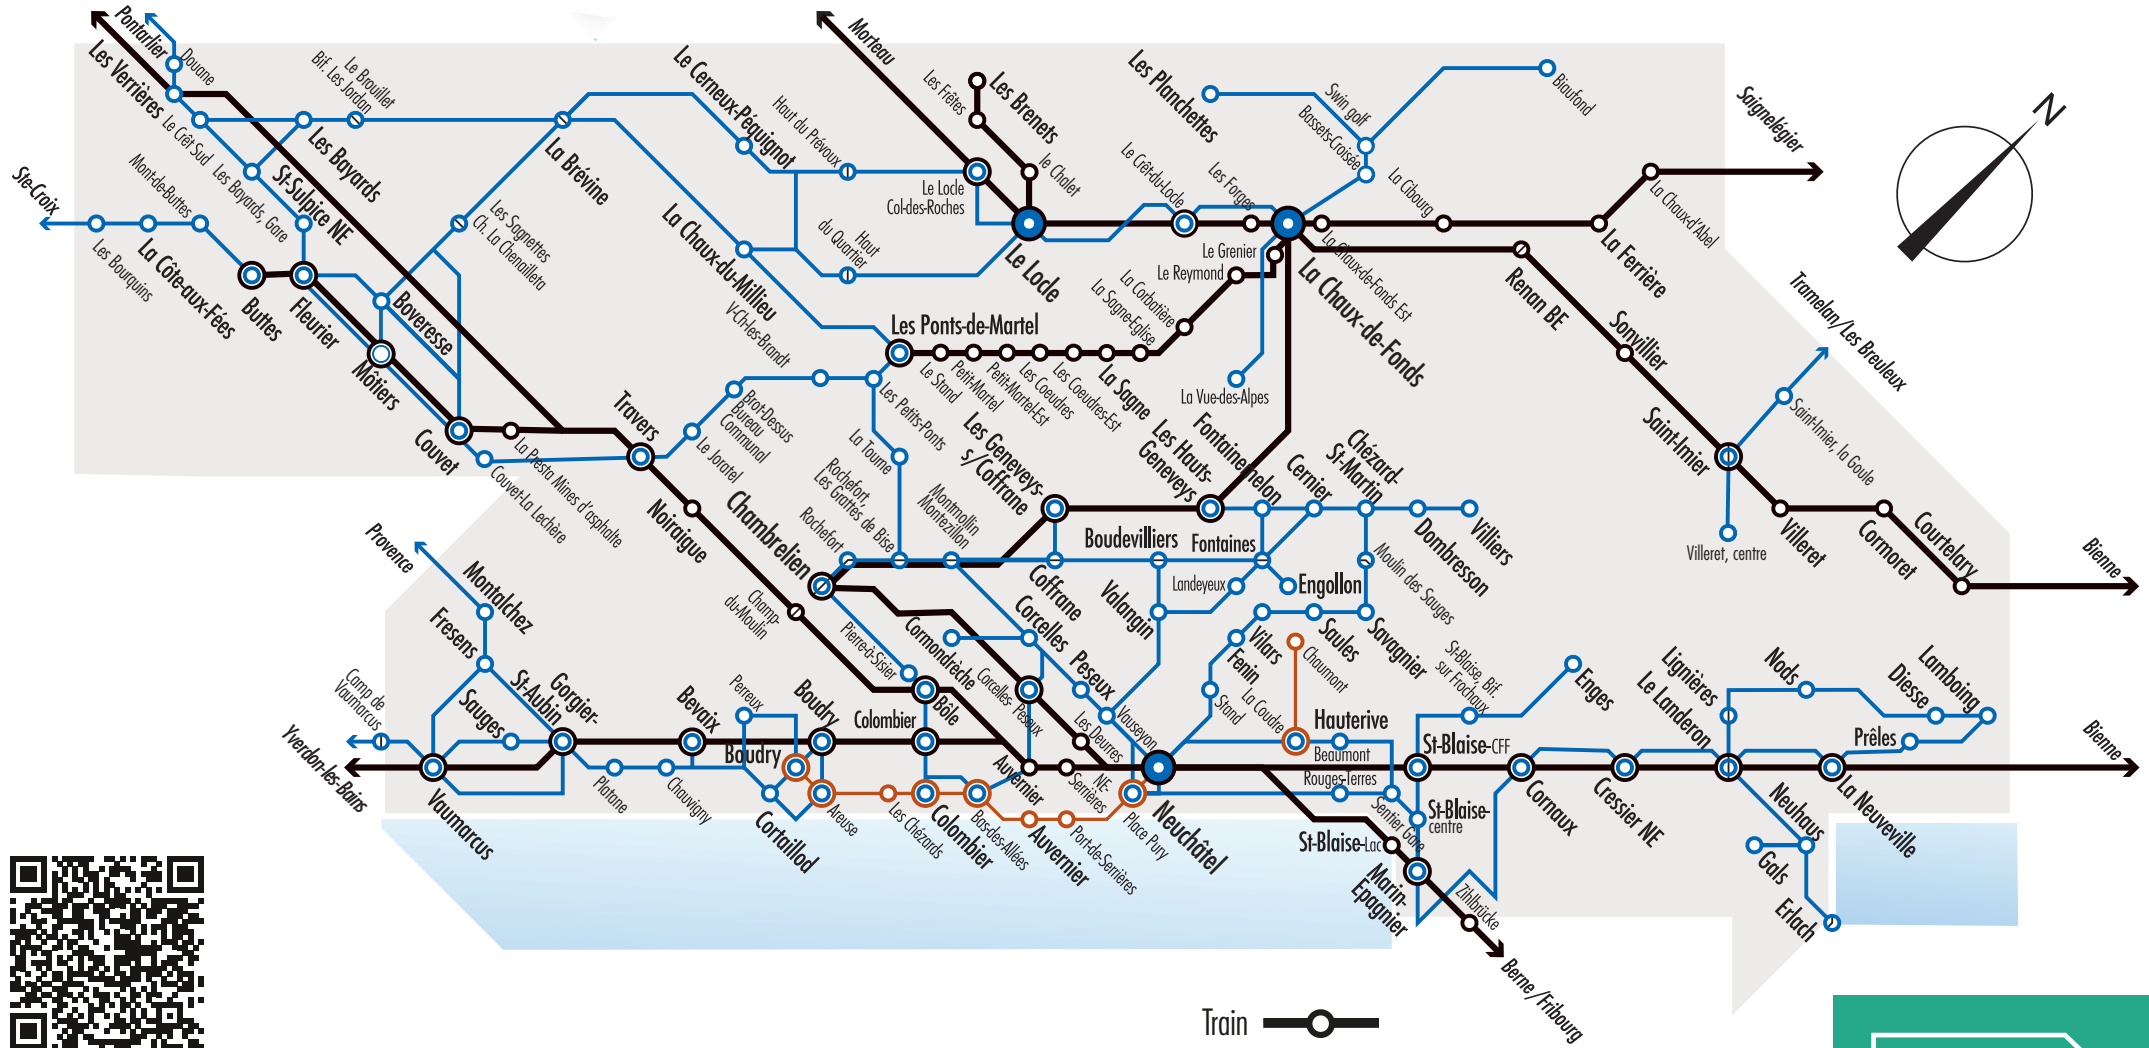 Pontarlier
Douane
Les Verrières
Le Crêt Sud
Les Bayards, Gare
Le Brouillet
Bif. Les Jordan
Les Bayards
St-Sulpice NE
Ste-Croix
Mont-de-Buttes
Les Bourquins
La Côte-aux-Fées
Buttes
Fleurier
Môtiers
Boveresse
Couvet
Les Sagnettes
Ch. La Chenailleta
La Brévine
Le Cerneux-Péquignot
Haut du Prévoux
La Chaux-du-Milieu
V-Ch-les-Brandt
Haut
du Quartier
Morteau
Les Frêtes
Les Brenets
le Chalet
Le Locle
Col-des-Roches
Le Locle
Le Crêt-du-Locle
Les Forges
Les Planchettes
Swin golf
Bassets-Croisée
Biaufond
La Cibourg
Saignelégier
La Chaux-d'Abel
La Ferrière
La Chaux-de-Fonds Est
La Chaux-de-Fonds
Le Grenier
Le Reymond
La Corbatière
La Sagne-Eglise
La Sagne
Les Coeudres-Est
Les Coeudres
Petit-Martel-Est
Petit-Martel
Le Stand
Les Ponts-de-Martel
Les Petits-Ponts
La Vue-des-Alpes
Renan BE
Sonvilier
Saint-Imier
Tramelan/Les Breuleux
Saint-Imier, la Goule
Villeret, centre
Villeret
Cormoret
Courtelary
Bienne
La Presta Mines d'asphalte
Couvet-La Lechère
Travers
Le Joratel
Brot-Dessus
Bureau
Communal
La Tourne
Noiraigue
Champ-
du-Moulin
Chambrelien
Rochefort
Rochefort,
Les Grattes de Bise
Montmollin
Montezillon
Les Geneveys-
s/Coffrane
Coffrane
Les Hauts-
Geneveys
Fontainemelon
Cernier
Chézard-
St-Martin
Dombresson
Villiers
Boudevilliers
Fontaines
Landeyeux
Engollon
Valangin
Moulin des Sauges
Savagnier
Saules
Vilars
Fenin
Stand
Chaumont
La Coudre
Hauterive
Beaumont
Rouges-Terres
Sentier Gare
St-Blaise, Bif.
sur Frochaux
Enges
St-Blaise-CFF
St-Blaise-
centre
St-Blaise-Lac
Marin-
Epagnier
Zihlbrücke
Berne/Fribourg
Cornaux
Cressier NE
Le Landeron
Lignières
Nods
Diesse
Lamboing
Prêles
La Neuveville
Bienne
Neuhaus
Gals
Erlach
Provence
Montalchez
Fresens
Camp de
Vaumarcus
Yverdon-les-Bains
Vaumarcus
Sauges
Gorgier-
St-Aubin
Platane
Chauvigny
Bevaix
Perreux
Boudry
Boudry
Cortaillod
Areuse
Les Chézards
Colombier
Colombier
Bôle
Pierre-à-Sisier
Cormondrèche
Corcelles
Corcelles-Peseux
Peseux
Vauseyon
Les Deurres
Bas-des-Allées
Auvernier
Auvernier
Port-de-Serrières
NE-
Serrières
Place Pury
Neuchâtel
N
Train